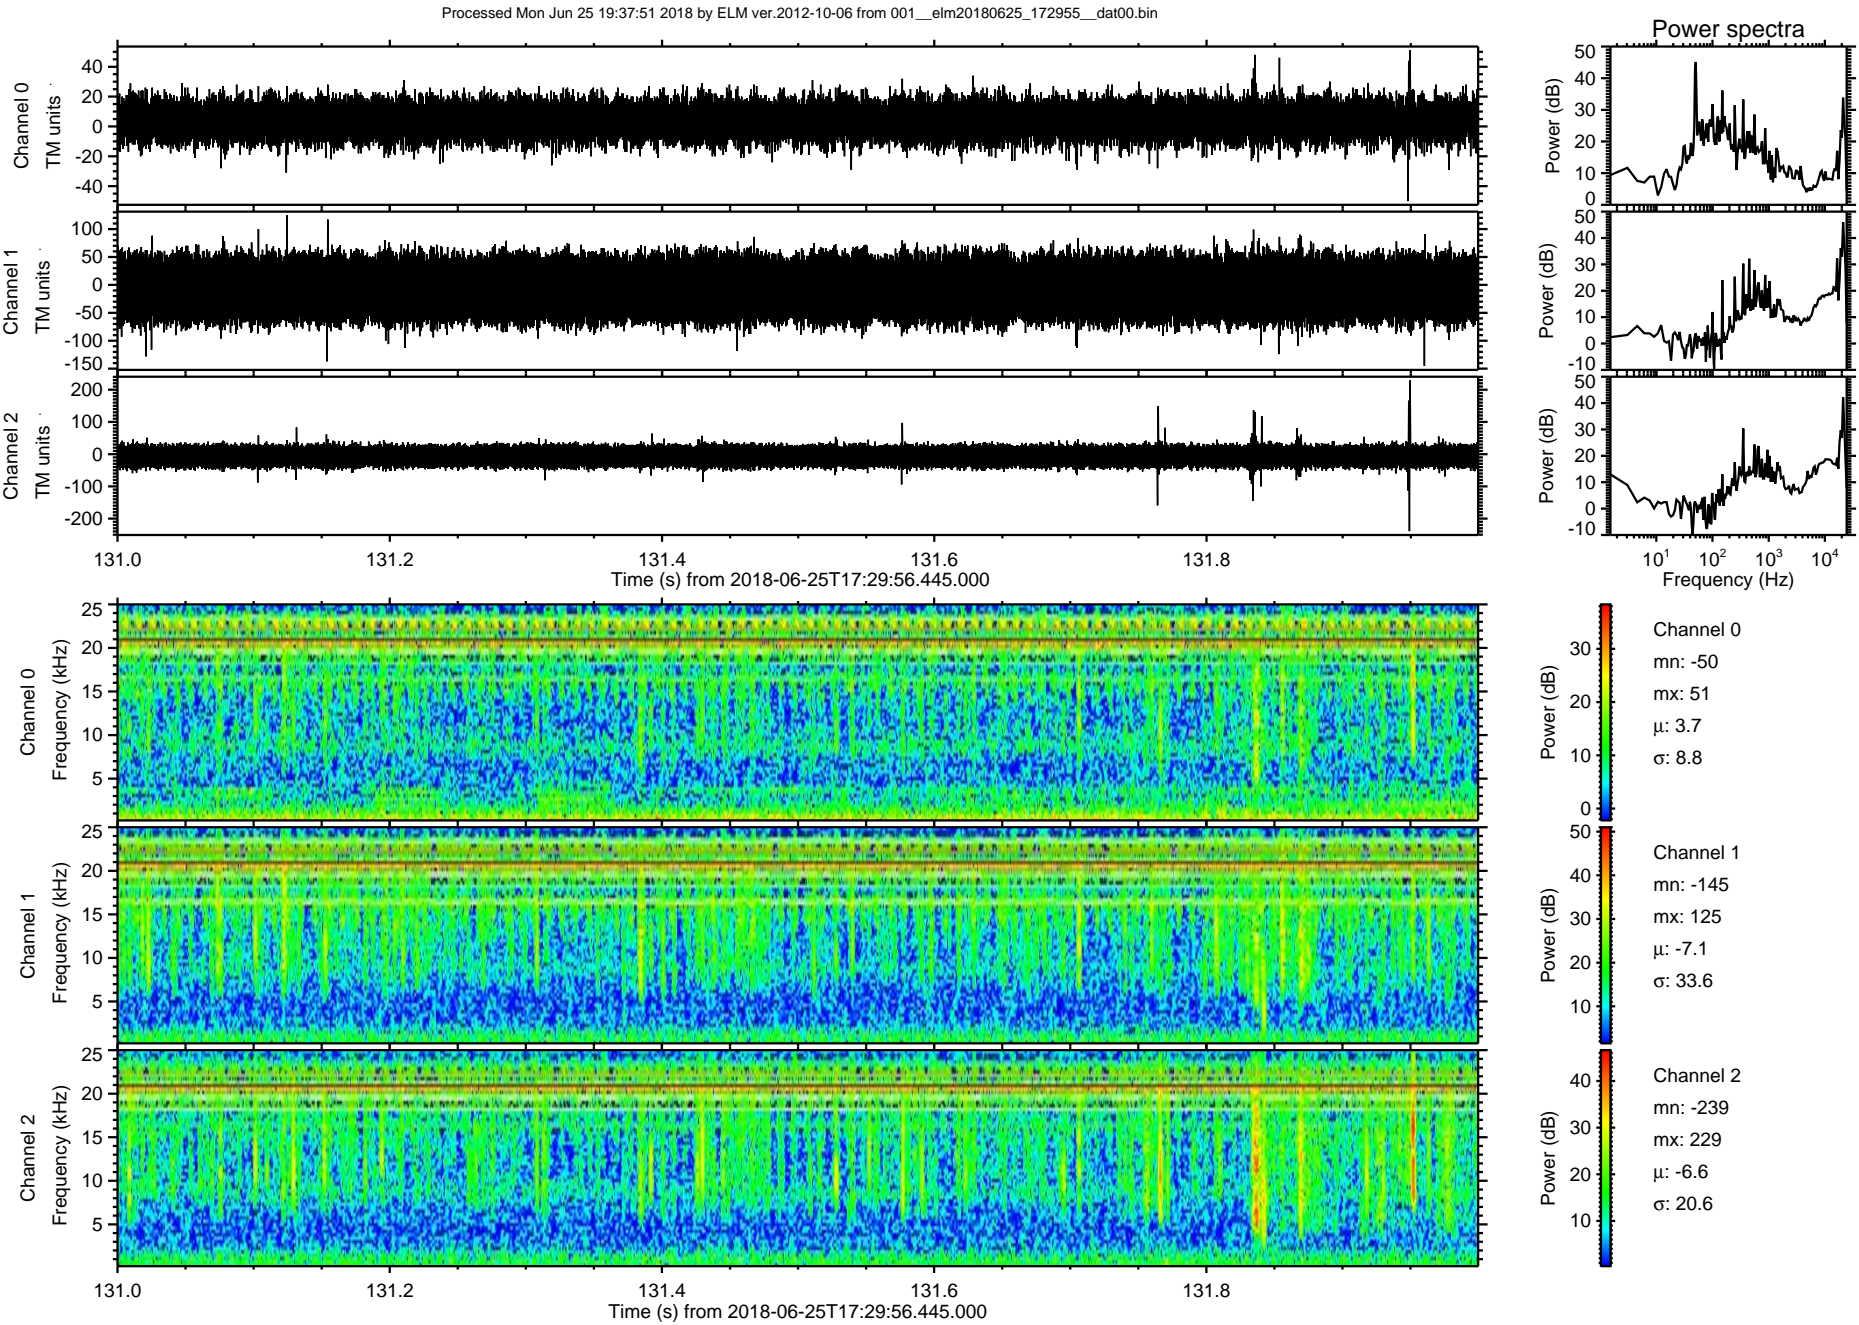 Processed Mon Jun 25 19:37:51 2018 by ELM ver.2012-10-06 from 001__elm20180625_172955__dat00.bin
Power spectra
Channel 0
TM units
40
20
0
-20
-40
Power (dB)
50
40
30
20
10
0
Channel 1
TM units
100
50
0
-50
-100
-150
Power (dB)
50
40
30
20
10
0
-10
Channel 2
TM units
200
100
0
-100
-200
Power (dB)
50
40
30
20
10
0
-10
131.0 131.2 131.4 131.6 131.8
Time (s) from 2018-06-25T17:29:56.445.000
10¹ 10² 10³ 10⁴
Frequency (Hz)
Channel 0
Frequency (kHz)
25
20
15
10
5
Power (dB)
30
20
10
0
Channel 0
mn: -50
mx: 51
μ: 3.7
σ: 8.8
Channel 1
Frequency (kHz)
25
20
15
10
5
Power (dB)
50
40
30
20
10
Channel 1
mn: -145
mx: 125
μ: -7.1
σ: 33.6
Channel 2
Frequency (kHz)
25
20
15
10
5
Power (dB)
40
30
20
10
Channel 2
mn: -239
mx: 229
μ: -6.6
σ: 20.6
131.0 131.2 131.4 131.6 131.8
Time (s) from 2018-06-25T17:29:56.445.000